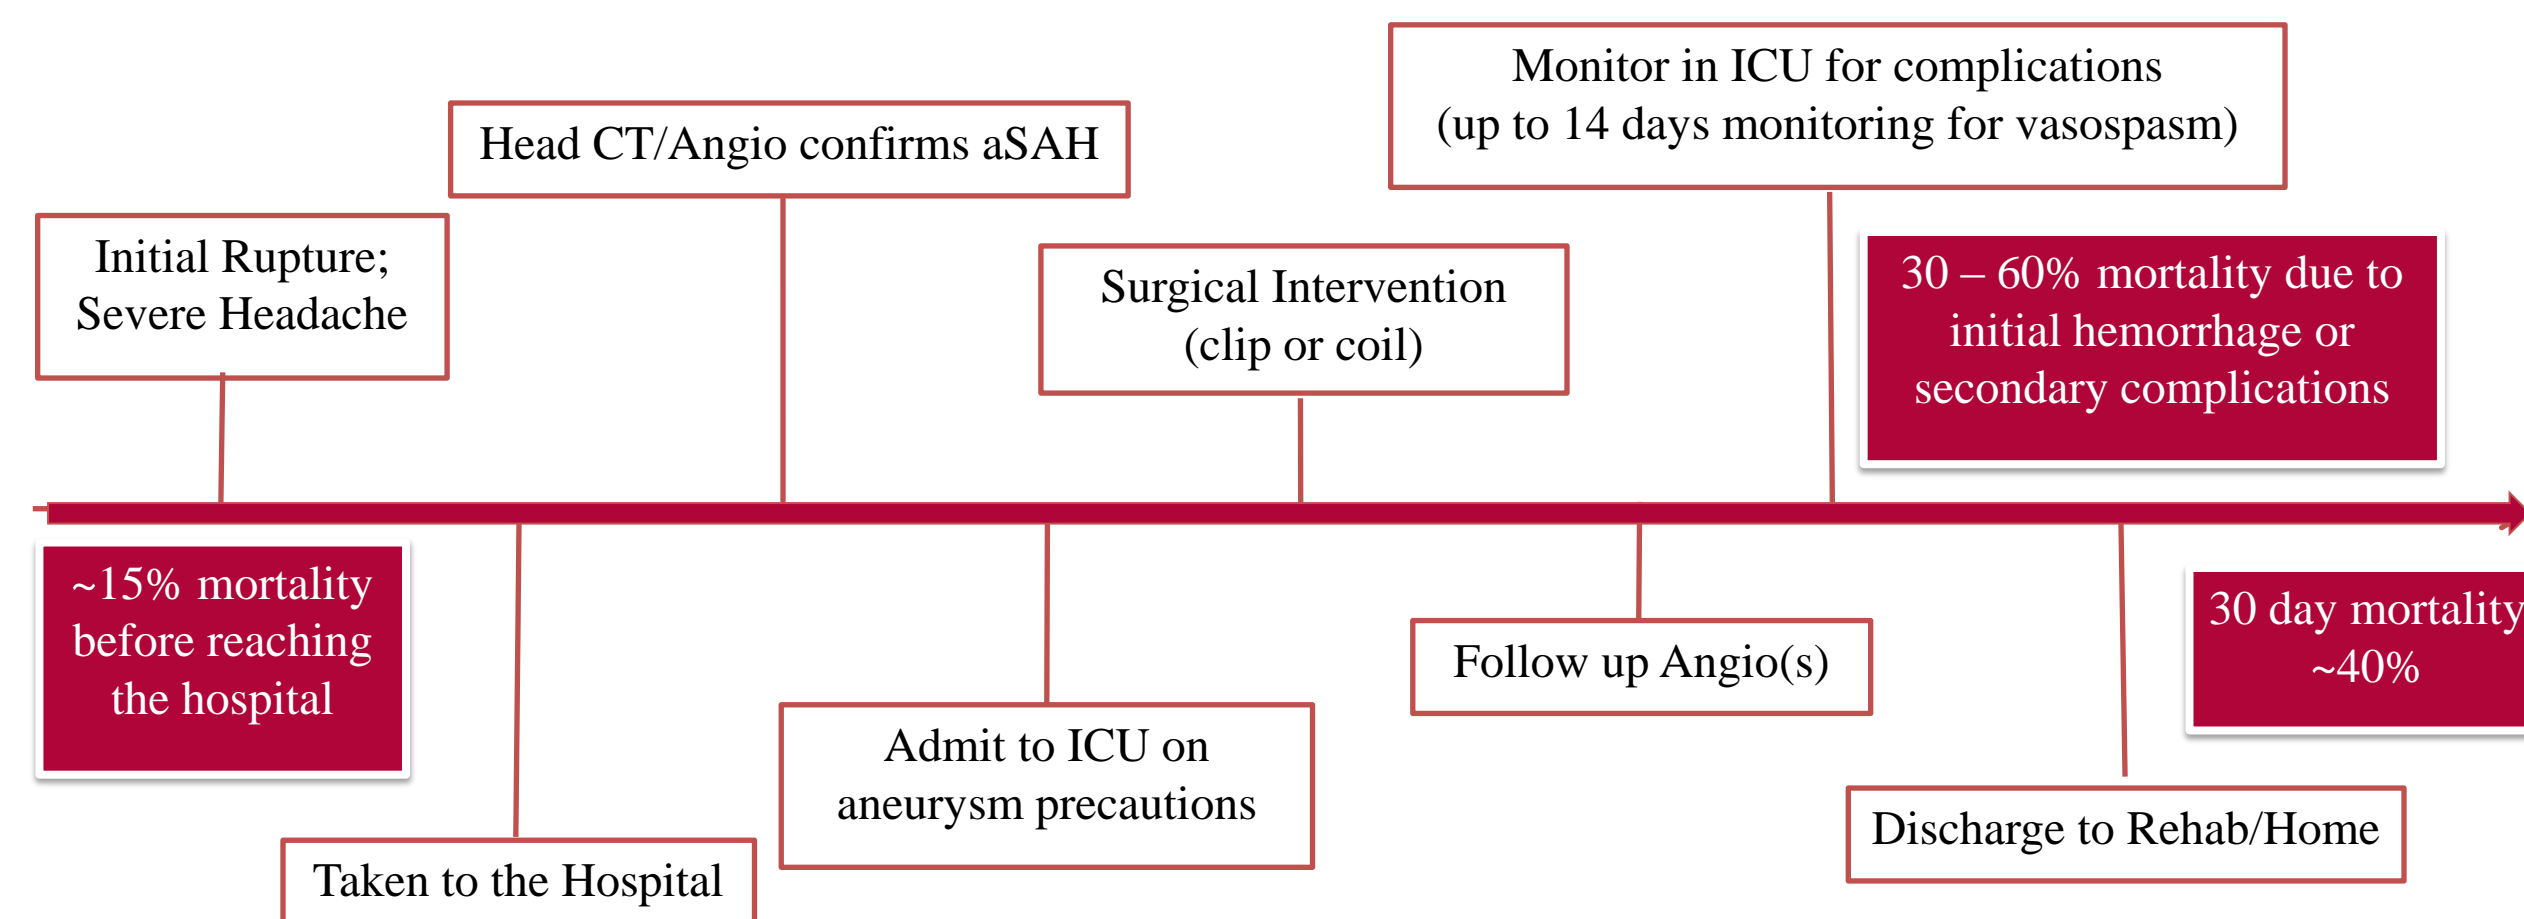 Monitor in ICU for complications
(up to 14 days monitoring for vasospasm)
Head CT/Angio confirms aSAH
Initial Rupture;
Severe Headache
Surgical Intervention
(clip or coil)
30 – 60% mortality due to
initial hemorrhage or
secondary complications
~15% mortality
before reaching
the hospital
30 day mortality
~40%
Follow up Angio(s)
Admit to ICU on
aneurysm precautions
Discharge to Rehab/Home
Taken to the Hospital